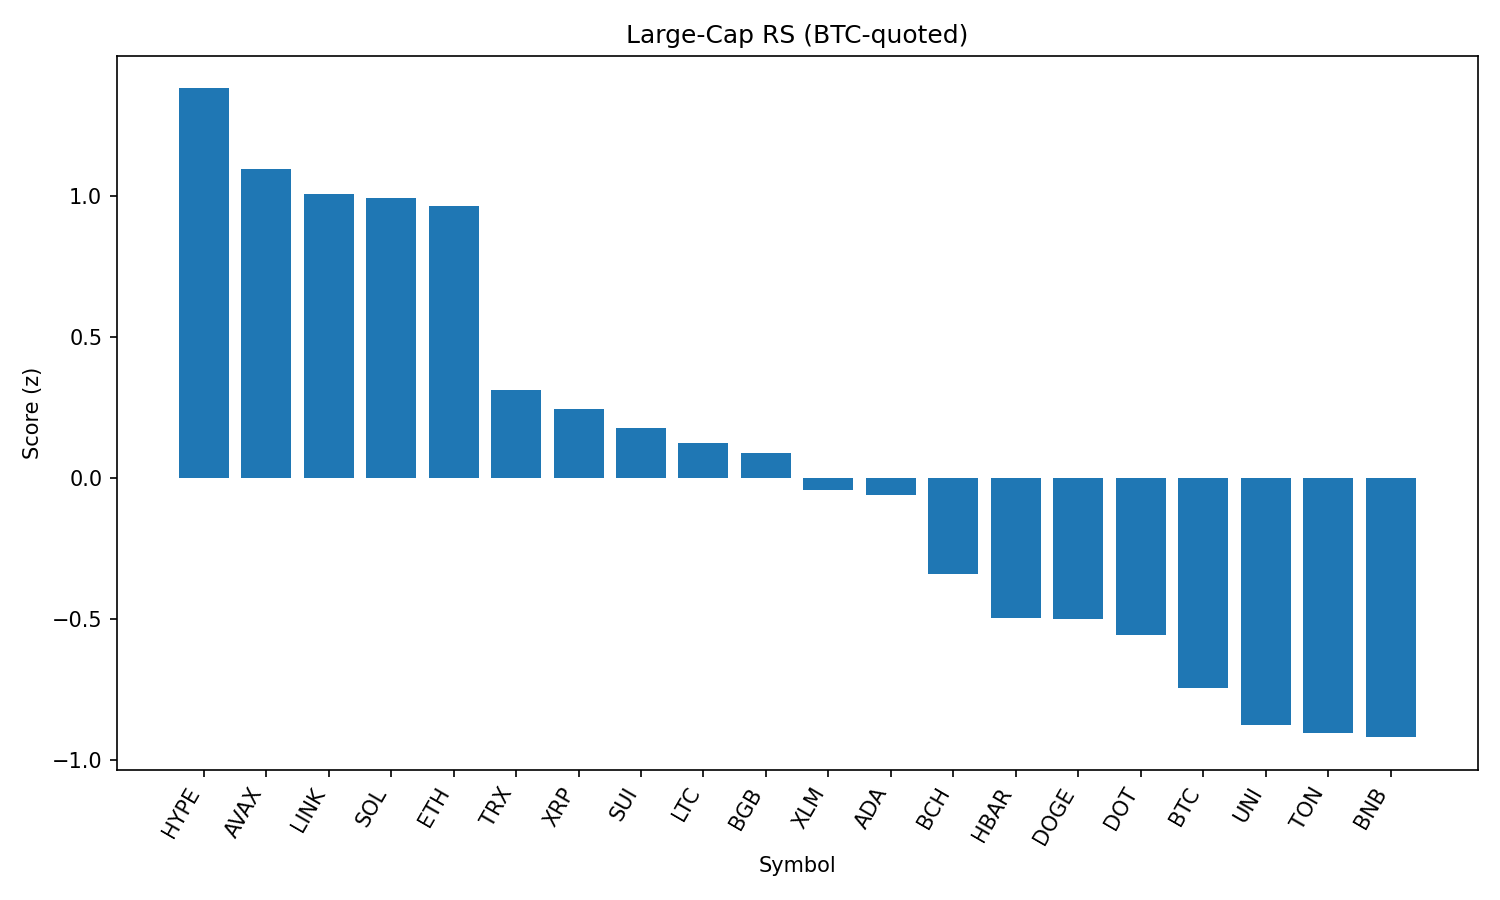 Large-Cap RS (BTC-quoted)
1.0
0.5
0.0
−0.5
−1.0
Score (z)
HYPE
AVAX
LINK
SOL
ETH
TRX
XRP
SUI
LTC
BGB
XLM
ADA
BCH
HBAR
DOGE
DOT
BTC
UNI
TON
BNB
Symbol